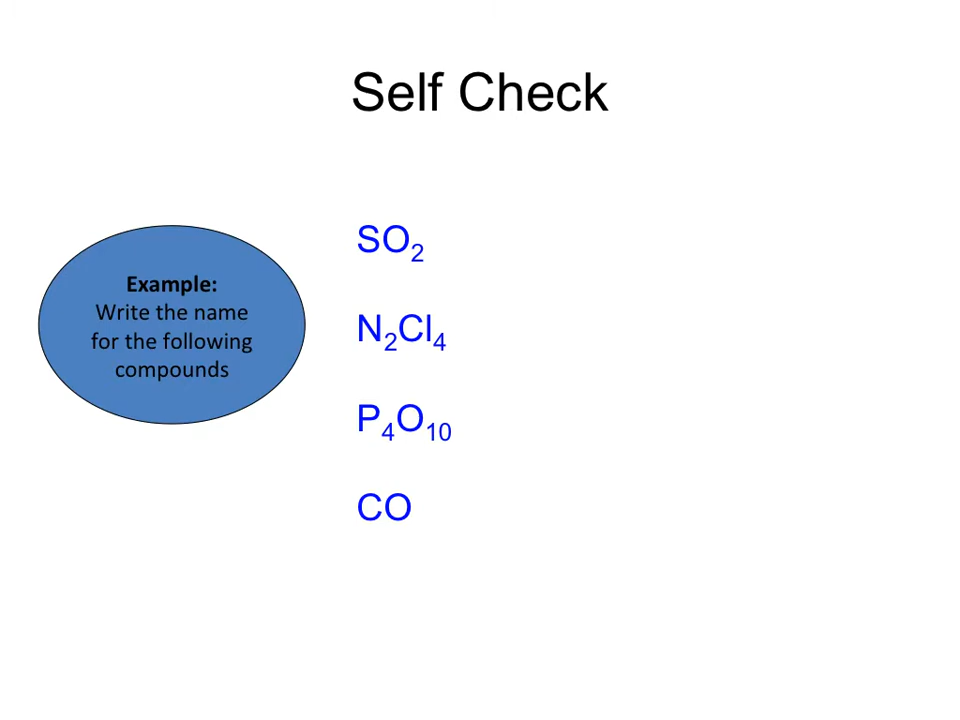 Self Check
Example:
Write the name
for the following
compounds
SO₂
N₂Cl₄
P₄O₁₀
CO